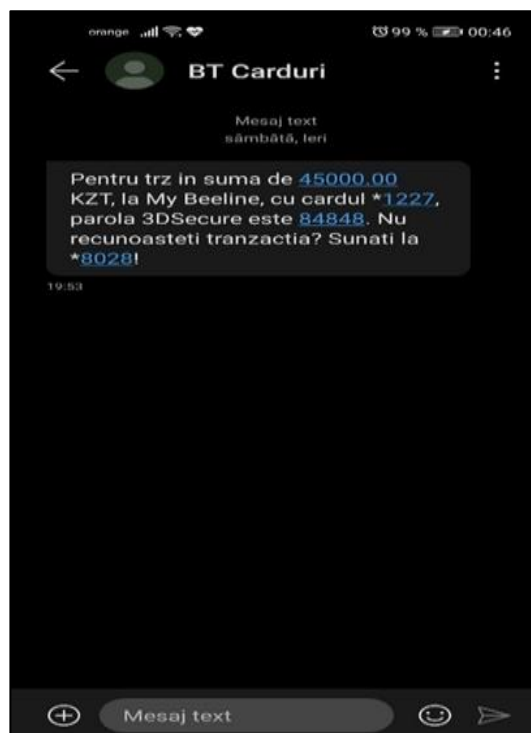 orange 99 % 00:46
BT Carduri
Mesaj text
sâmbătă, Ieri
Pentru trz in suma de 45000.00
KZT, la My Beeline, cu cardul *1227,
parola 3DSecure este 84848. Nu
recunoasteti tranzactia? Sunati la
*8028!
19:53
Mesaj text